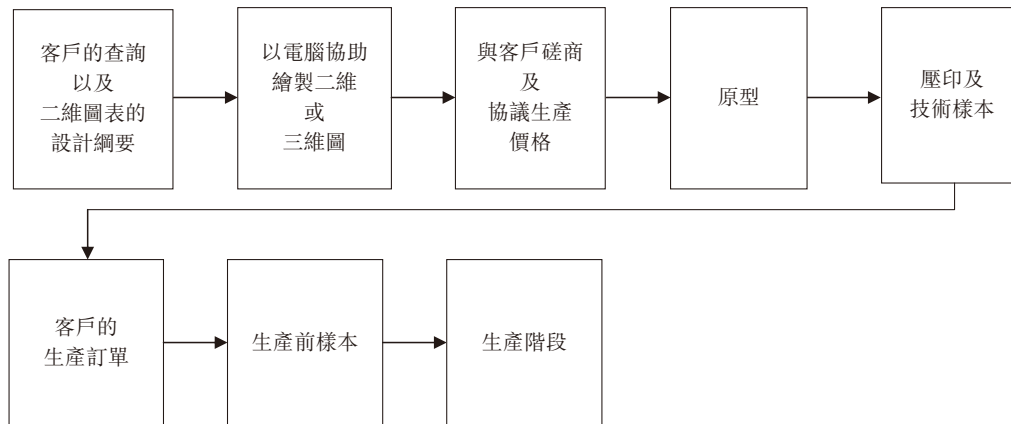 客戶的查詢
以及
二維圖表的
設計綱要
以電腦協助
繪製二維
或
三維圖
與客戶磋商
及
協議生產
價格
原型
壓印及
技術樣本
客戶的
生產訂單
生產前樣本
生產階段